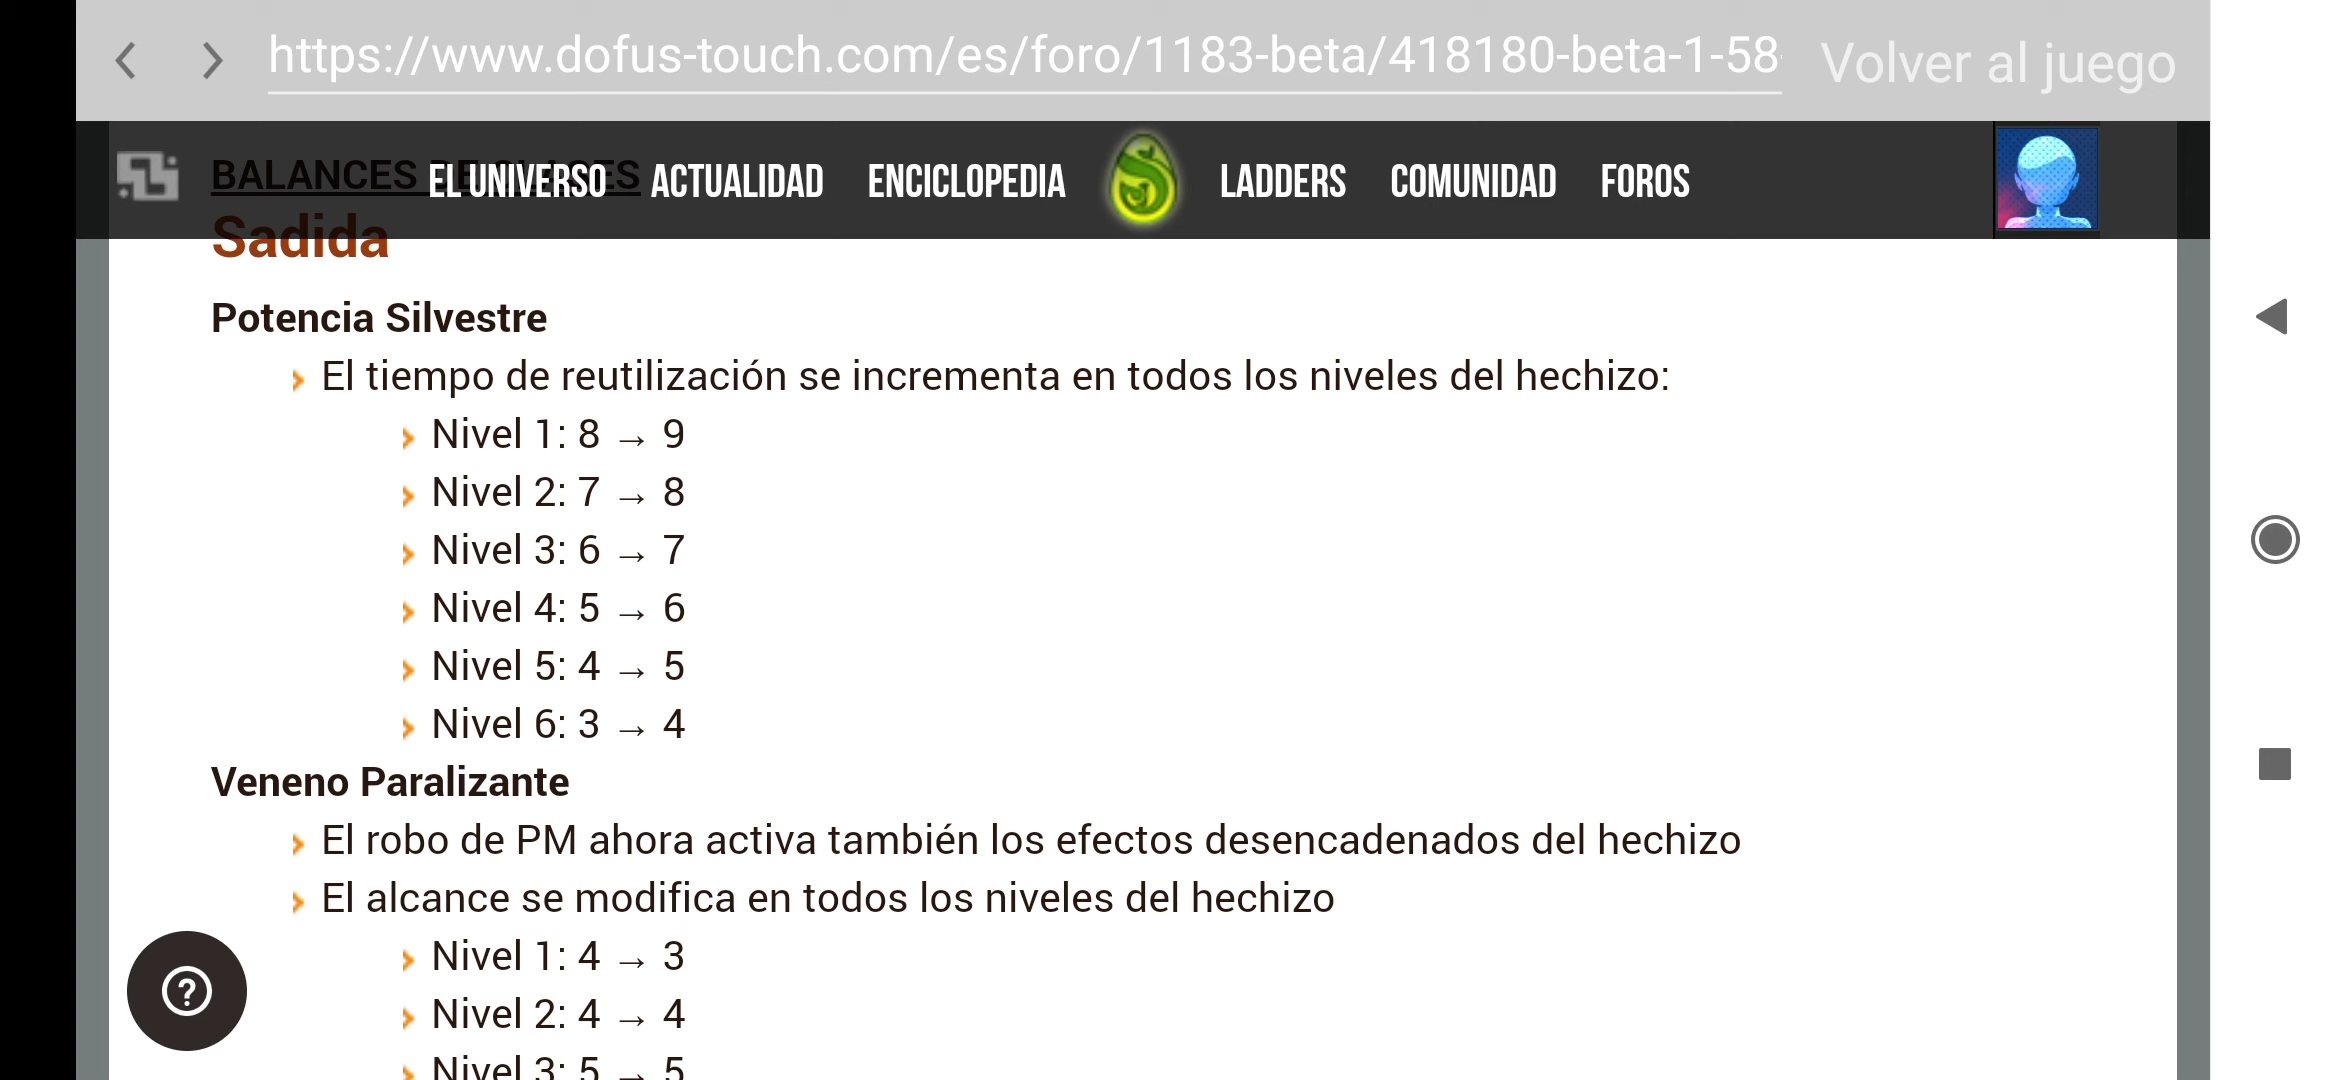 https://www.dofus-touch.com/es/foro/1183-beta/418180-beta-1-58- Volver al juego
EL UNIVERSO ACTUALIDAD ENCICLOPEDIA LADDERS COMUNIDAD FOROS
BALANCES DE
Sadida
Potencia Silvestre
El tiempo de reutilización se incrementa en todos los niveles del hechizo:
Nivel 1: 8 → 9
Nivel 2: 7 → 8
Nivel 3: 6 → 7
Nivel 4: 5 → 6
Nivel 5: 4 → 5
Nivel 6: 3 → 4
Veneno Paralizante
El robo de PM ahora activa también los efectos desencadenados del hechizo
El alcance se modifica en todos los niveles del hechizo
Nivel 1: 4 → 3
Nivel 2: 4 → 4
Nivel 3: 5 → 5